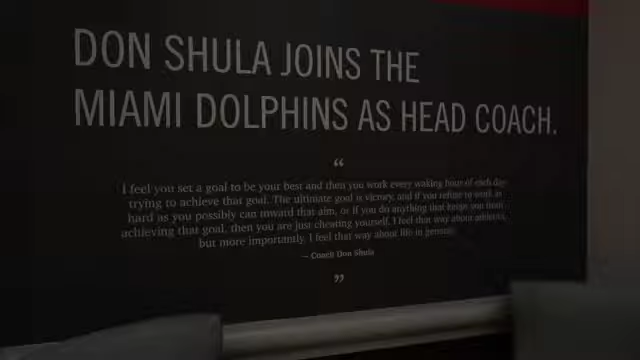 DON SHULA JOINS THE
MIAMI DOLPHINS AS HEAD COACH.
“
I feel you set a goal to be your best and then you work every waking hour of each day
trying to achieve that goal. The ultimate goal is victory, and if you refuse to work as
hard as you possibly can toward that aim, or if you do anything that keeps you from
achieving that goal, then you are just cheating yourself. I feel that way about athletics,
but more importantly, I feel that way about life in general.
— Coach Don Shula
”